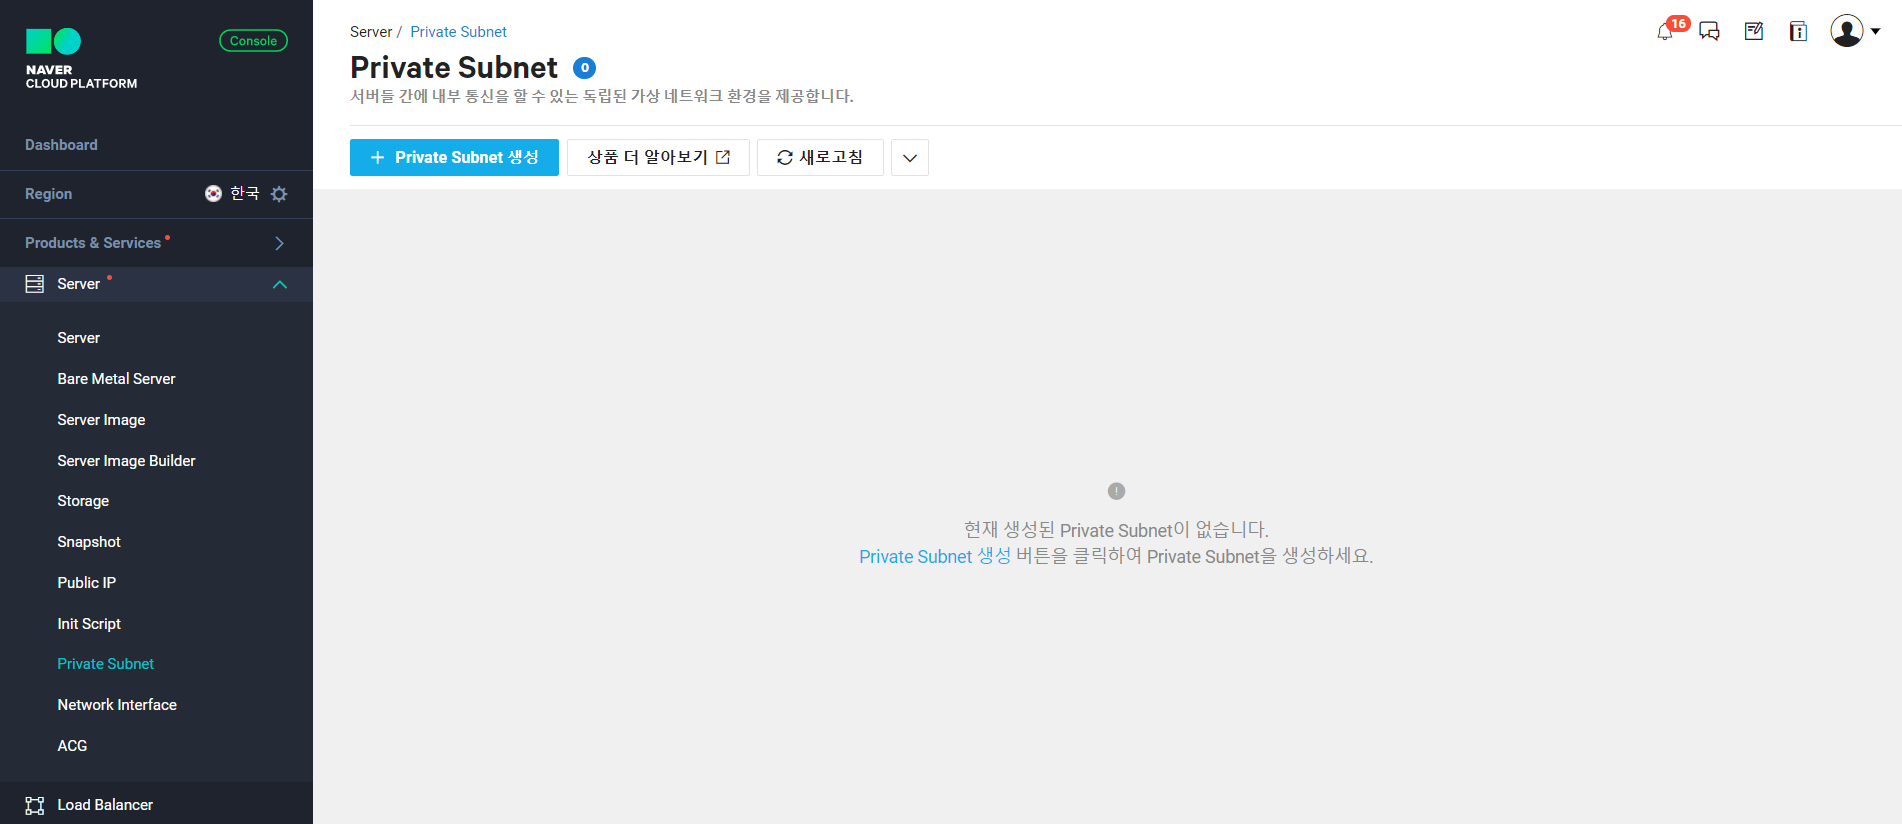 NAVER
CLOUD PLATFORM
Console
Dashboard
Region
한국
Products & Services
Server
Server
Bare Metal Server
Server Image
Server Image Builder
Storage
Snapshot
Public IP
Init Script
Private Subnet
Network Interface
ACG
Load Balancer
Server / Private Subnet
16
Private Subnet 0
서버들 간에 내부 통신을 할 수 있는 독립된 가상 네트워크 환경을 제공합니다.
+ Private Subnet 생성
상품 더 알아보기
새로고침
현재 생성된 Private Subnet이 없습니다.
Private Subnet 생성 버튼을 클릭하여 Private Subnet을 생성하세요.